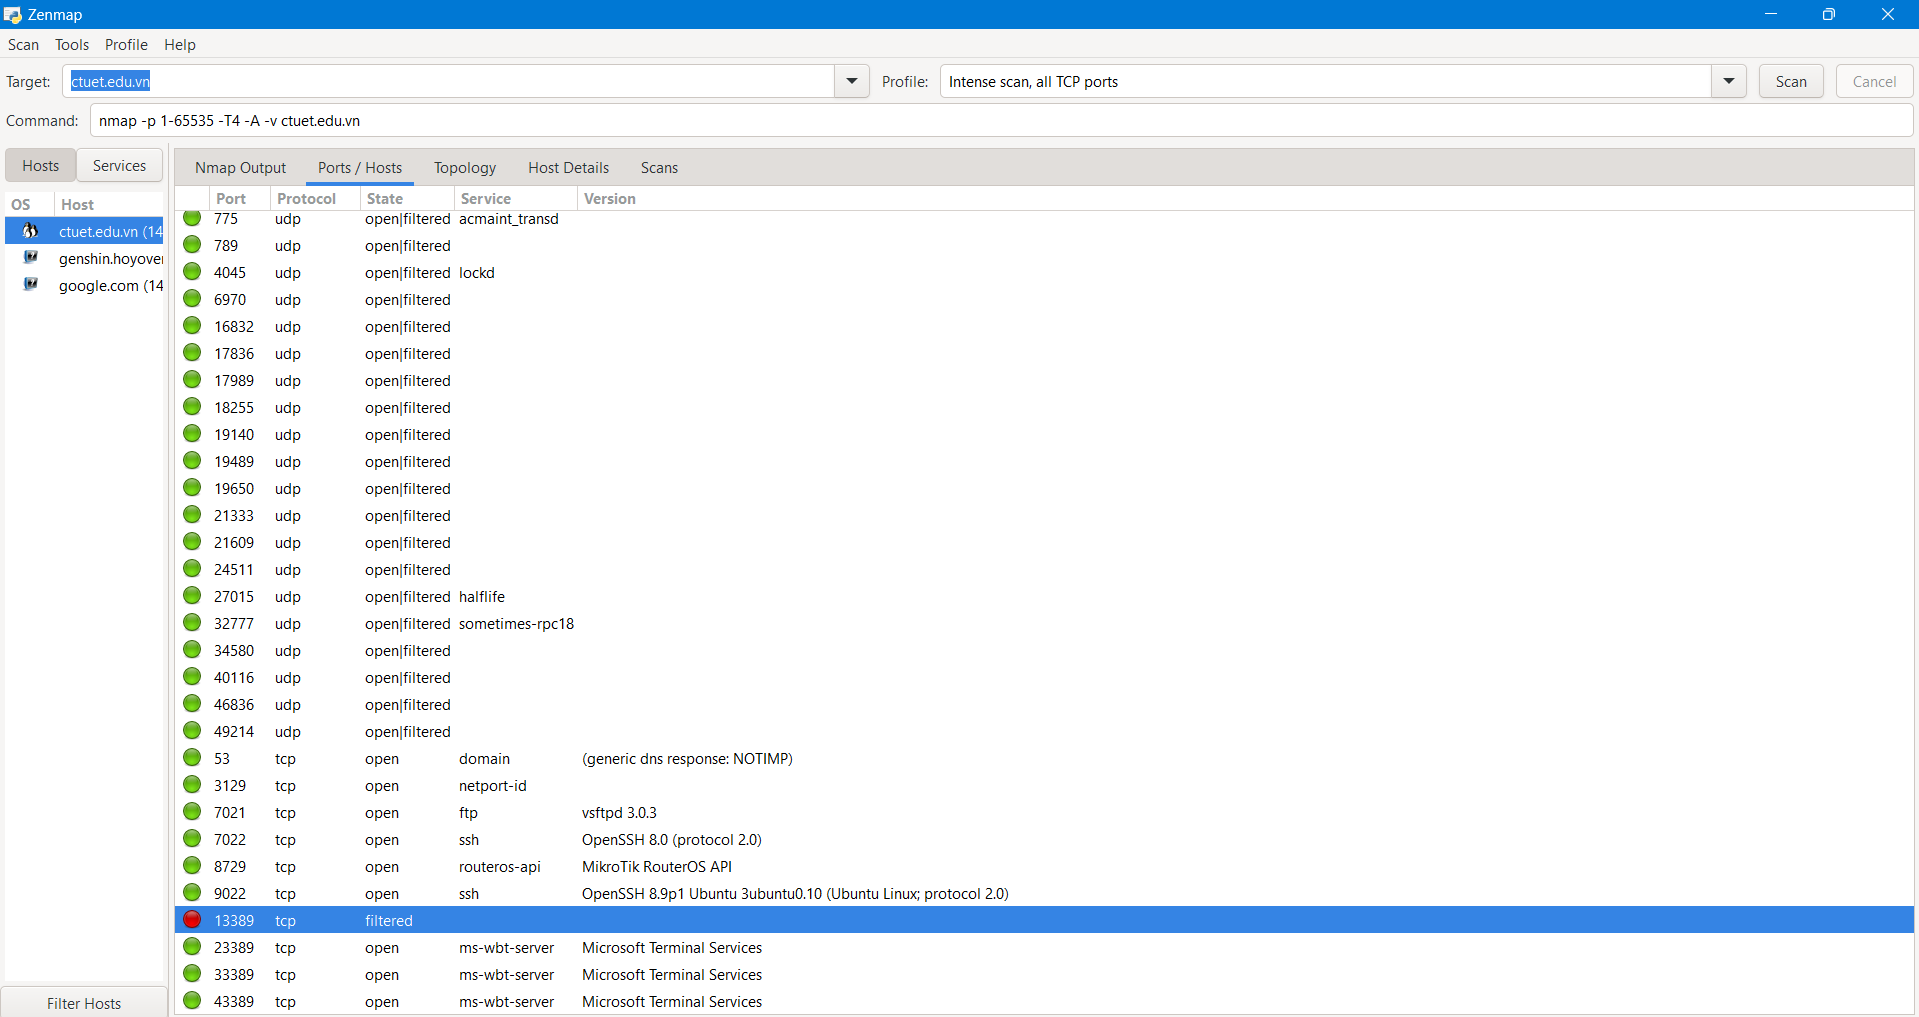 Zenmap
Scan Tools Profile Help
Target: ctuet.edu.vn Profile: Intense scan, all TCP ports Scan Cancel
Command: nmap -p 1-65535 -T4 -A -v ctuet.edu.vn
Hosts Services Nmap Output Ports / Hosts Topology Host Details Scans
OS Host
ctuet.edu.vn (14
genshin.hoyover
google.com (14
Filter Hosts
Port Protocol State Service Version
775 udp open|filtered acmaint_transd
789 udp open|filtered
4045 udp open|filtered lockd
6970 udp open|filtered
16832 udp open|filtered
17836 udp open|filtered
17989 udp open|filtered
18255 udp open|filtered
19140 udp open|filtered
19489 udp open|filtered
19650 udp open|filtered
21333 udp open|filtered
21609 udp open|filtered
24511 udp open|filtered
27015 udp open|filtered halflife
32777 udp open|filtered sometimes-rpc18
34580 udp open|filtered
40116 udp open|filtered
46836 udp open|filtered
49214 udp open|filtered
53 tcp open domain (generic dns response: NOTIMP)
3129 tcp open netport-id
7021 tcp open ftp vsftpd 3.0.3
7022 tcp open ssh OpenSSH 8.0 (protocol 2.0)
8729 tcp open routeros-api MikroTik RouterOS API
9022 tcp open ssh OpenSSH 8.9p1 Ubuntu 3ubuntu0.10 (Ubuntu Linux; protocol 2.0)
13389 tcp filtered
23389 tcp open ms-wbt-server Microsoft Terminal Services
33389 tcp open ms-wbt-server Microsoft Terminal Services
43389 tcp open ms-wbt-server Microsoft Terminal Services